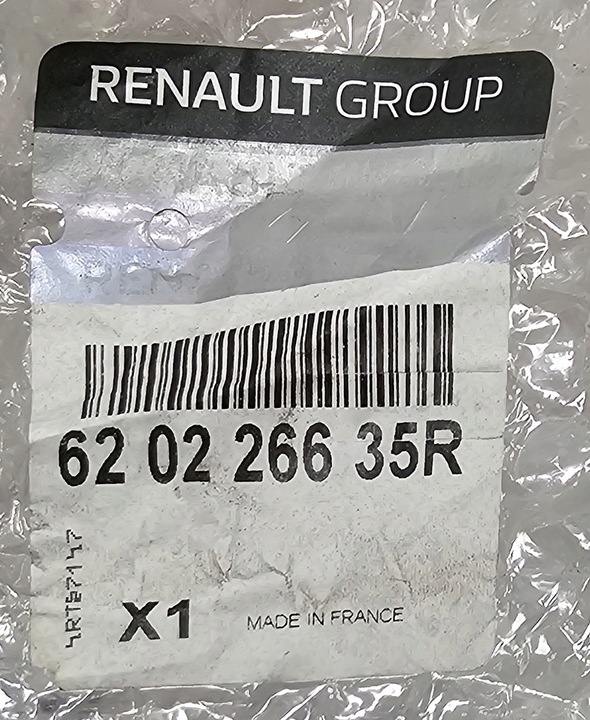 RENAULT GROUP
62 02 266 35R
X1
MADE IN FRANCE